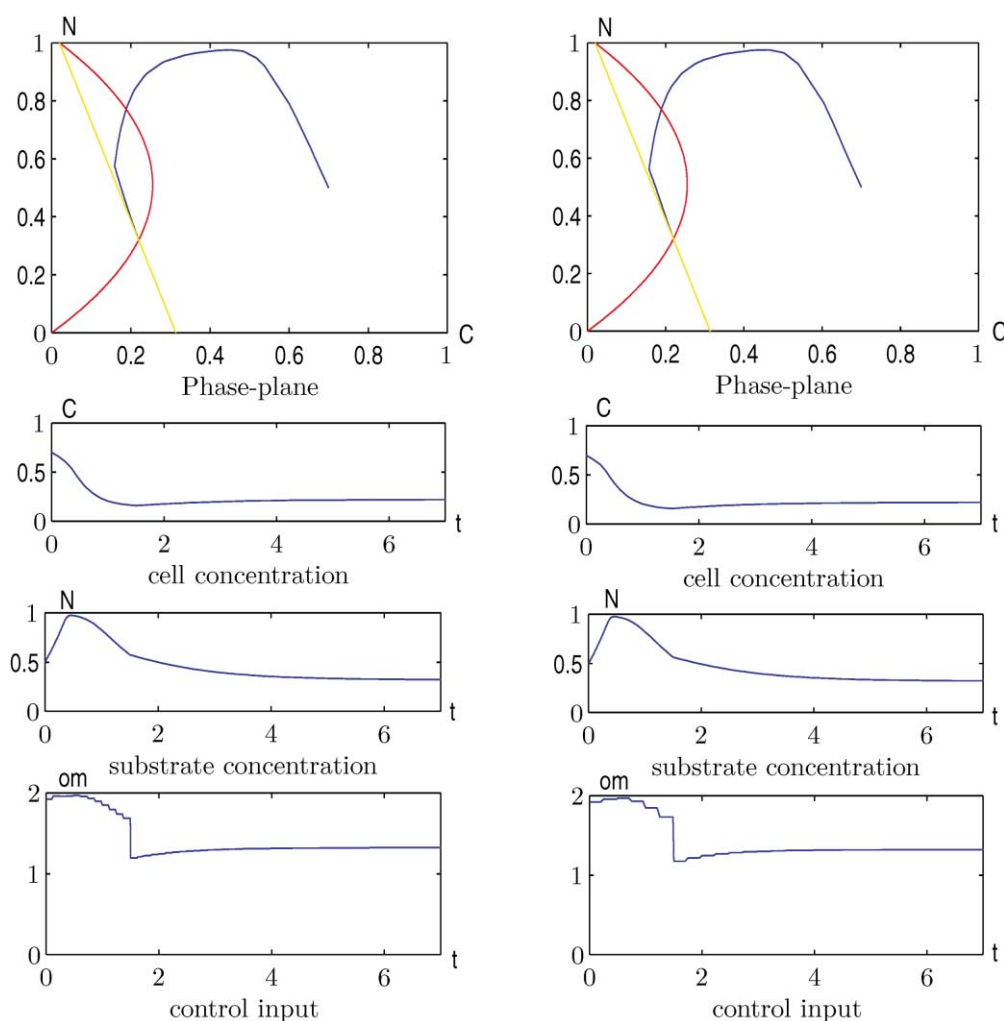 N
1
0.8
0.6
0.4
0.2
0
0 0.2 0.4 0.6 0.8 1
C
Phase-plane
C
1
0.5
0
0 2 4 6
t
cell concentration
N
1
0.5
0
0 2 4 6
t
substrate concentration
om
2
1
0
0 2 4 6
t
control input
N
1
0.8
0.6
0.4
0.2
0
0 0.2 0.4 0.6 0.8 1
C
Phase-plane
C
1
0.5
0
0 2 4 6
t
cell concentration
N
1
0.5
0
0 2 4 6
t
substrate concentration
om
2
1
0
0 2 4 6
t
control input